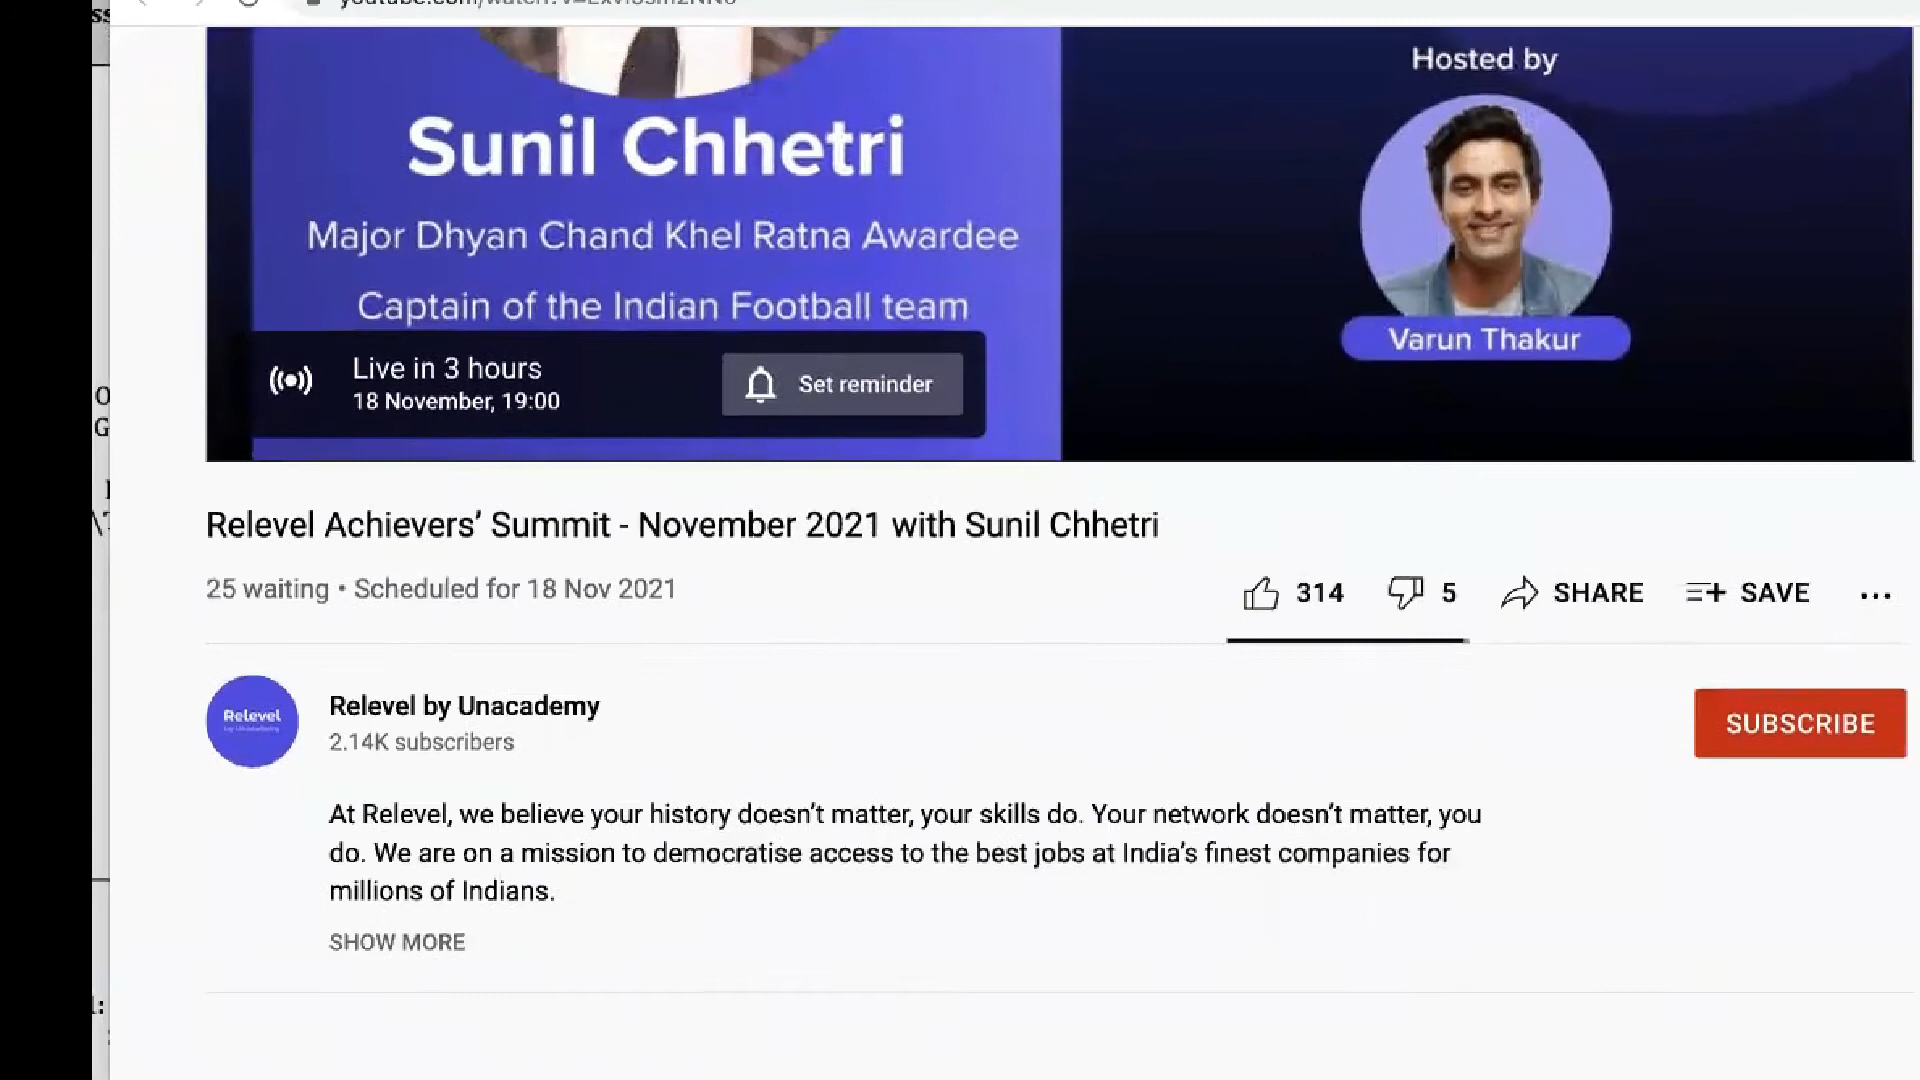 Hosted by
Sunil Chhetri
Major Dhyan Chand Khel Ratna Awardee
Captain of the Indian Football team
Varun Thakur
Live in 3 hours
18 November, 19:00
Set reminder
Relevel Achievers’ Summit - November 2021 with Sunil Chhetri
25 waiting • Scheduled for 18 Nov 2021
314 5 SHARE SAVE ...
Relevel
by Unacademy
Relevel by Unacademy
2.14K subscribers
SUBSCRIBE
At Relevel, we believe your history doesn’t matter, your skills do. Your network doesn’t matter, you
do. We are on a mission to democratise access to the best jobs at India’s finest companies for
millions of Indians.
SHOW MORE